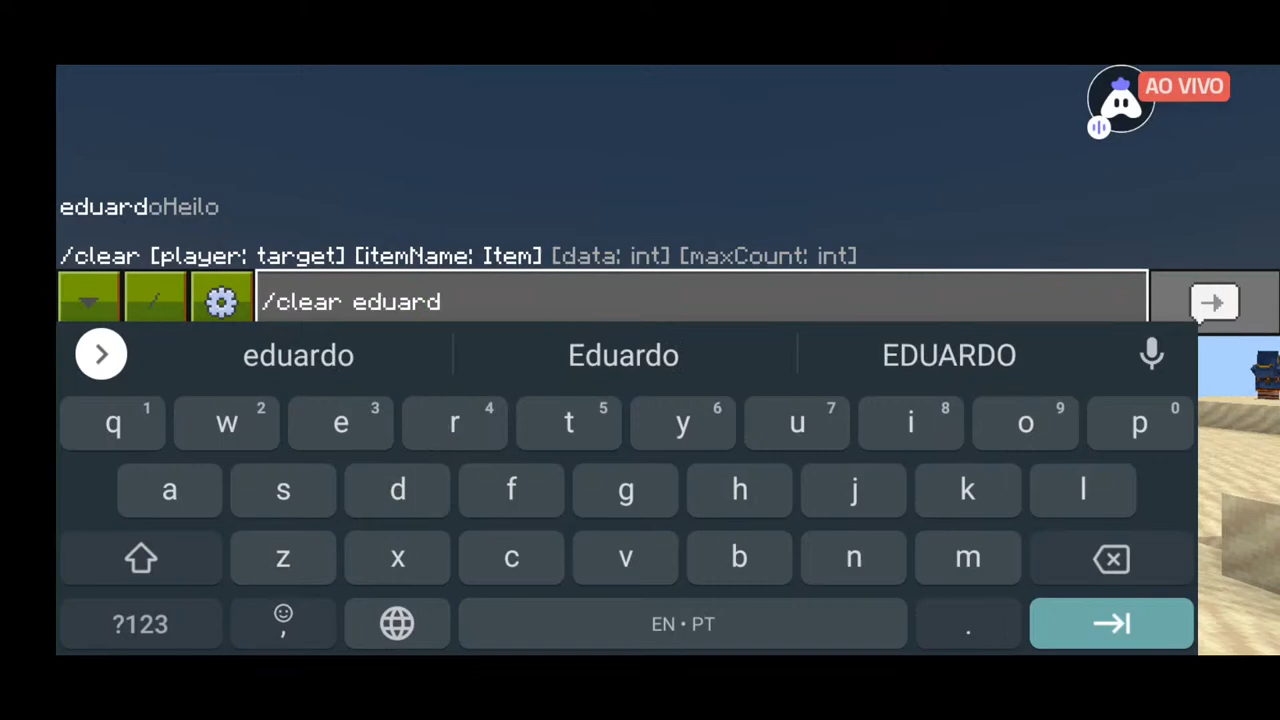 AO VIVO
eduardoHeilo
/clear [player: target] [itemName: Item] [data: int] [maxCount: int]
/
/clear eduard
eduardo Eduardo EDUARDO
q 1 w 2 e 3 r 4 t 5 y 6 u 7 i 8 o 9 p 0
a s d f g h j k l
z x c v b n m
?123 , EN • PT .